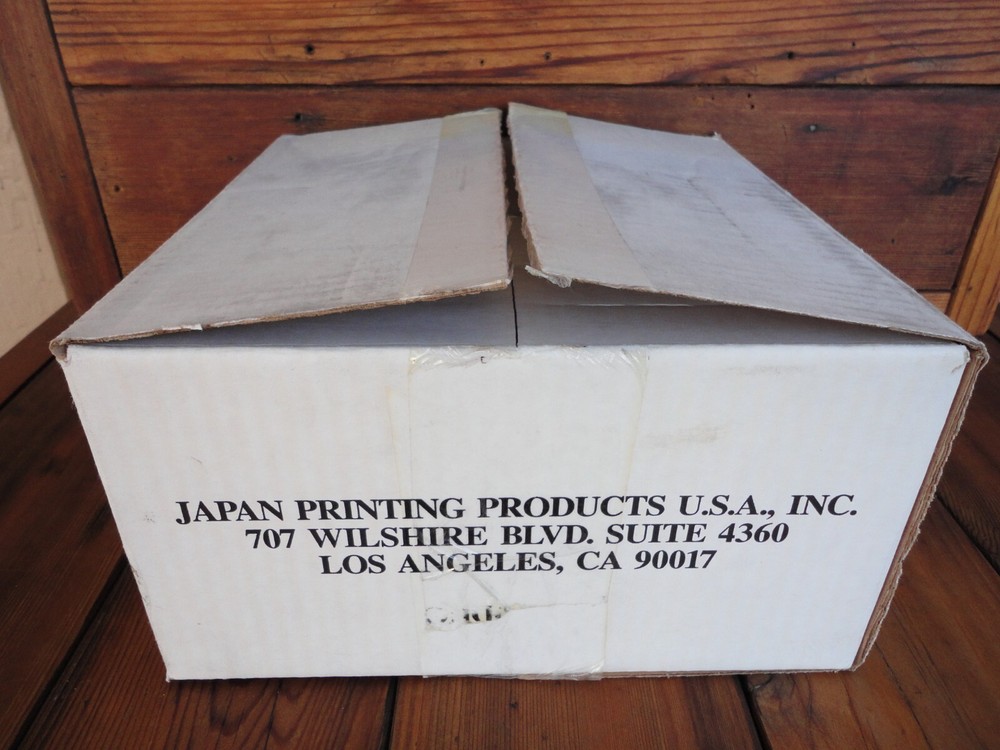 JAPAN PRINTING PRODUCTS U.S.A., INC.
707 WILSHIRE BLVD. SUITE 4360
LOS ANGELES, CA 90017